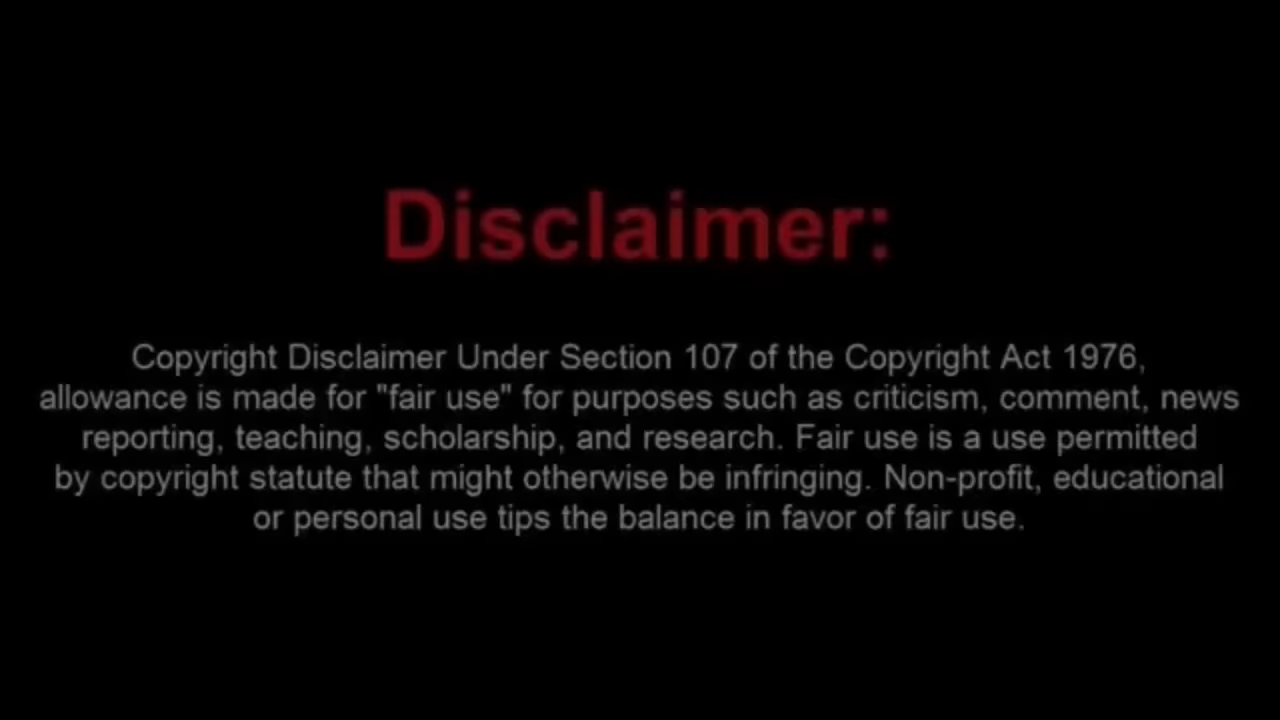 Disclaimer:
Copyright Disclaimer Under Section 107 of the Copyright Act 1976,
allowance is made for "fair use" for purposes such as criticism, comment, news
reporting, teaching, scholarship, and research. Fair use is a use permitted
by copyright statute that might otherwise be infringing. Non-profit, educational
or personal use tips the balance in favor of fair use.